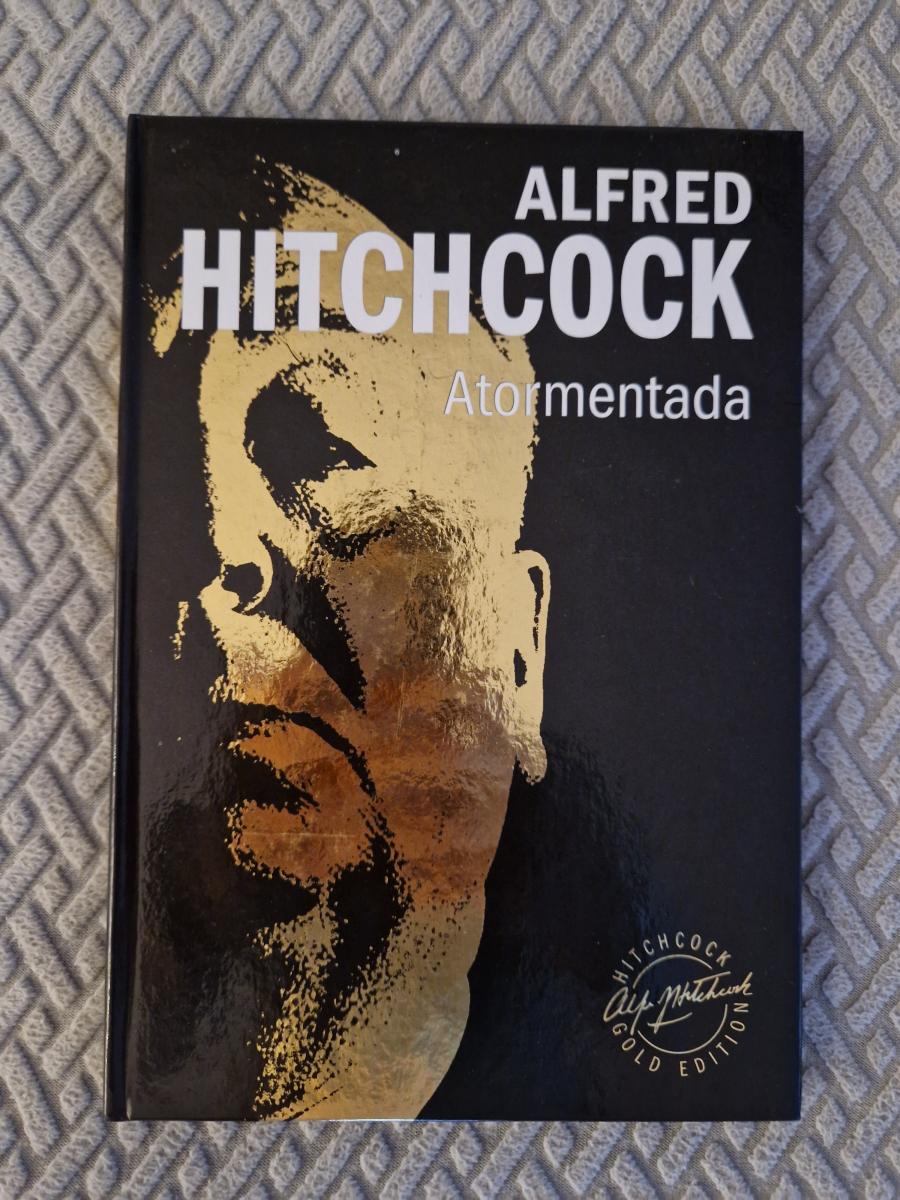 ALFRED
HITCHCOCK
Atormentada
HITCHCOCK
Alfred Hitchcock
GOLD EDITION